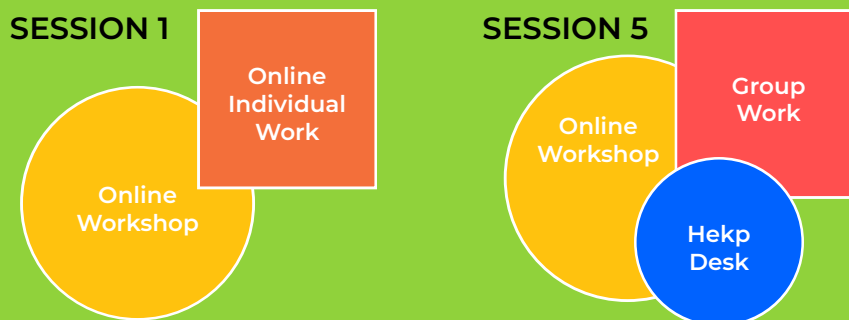 SESSION 1
Online
Individual
Work
Online
Workshop
SESSION 5
Group
Work
Online
Workshop
Hekp
Desk